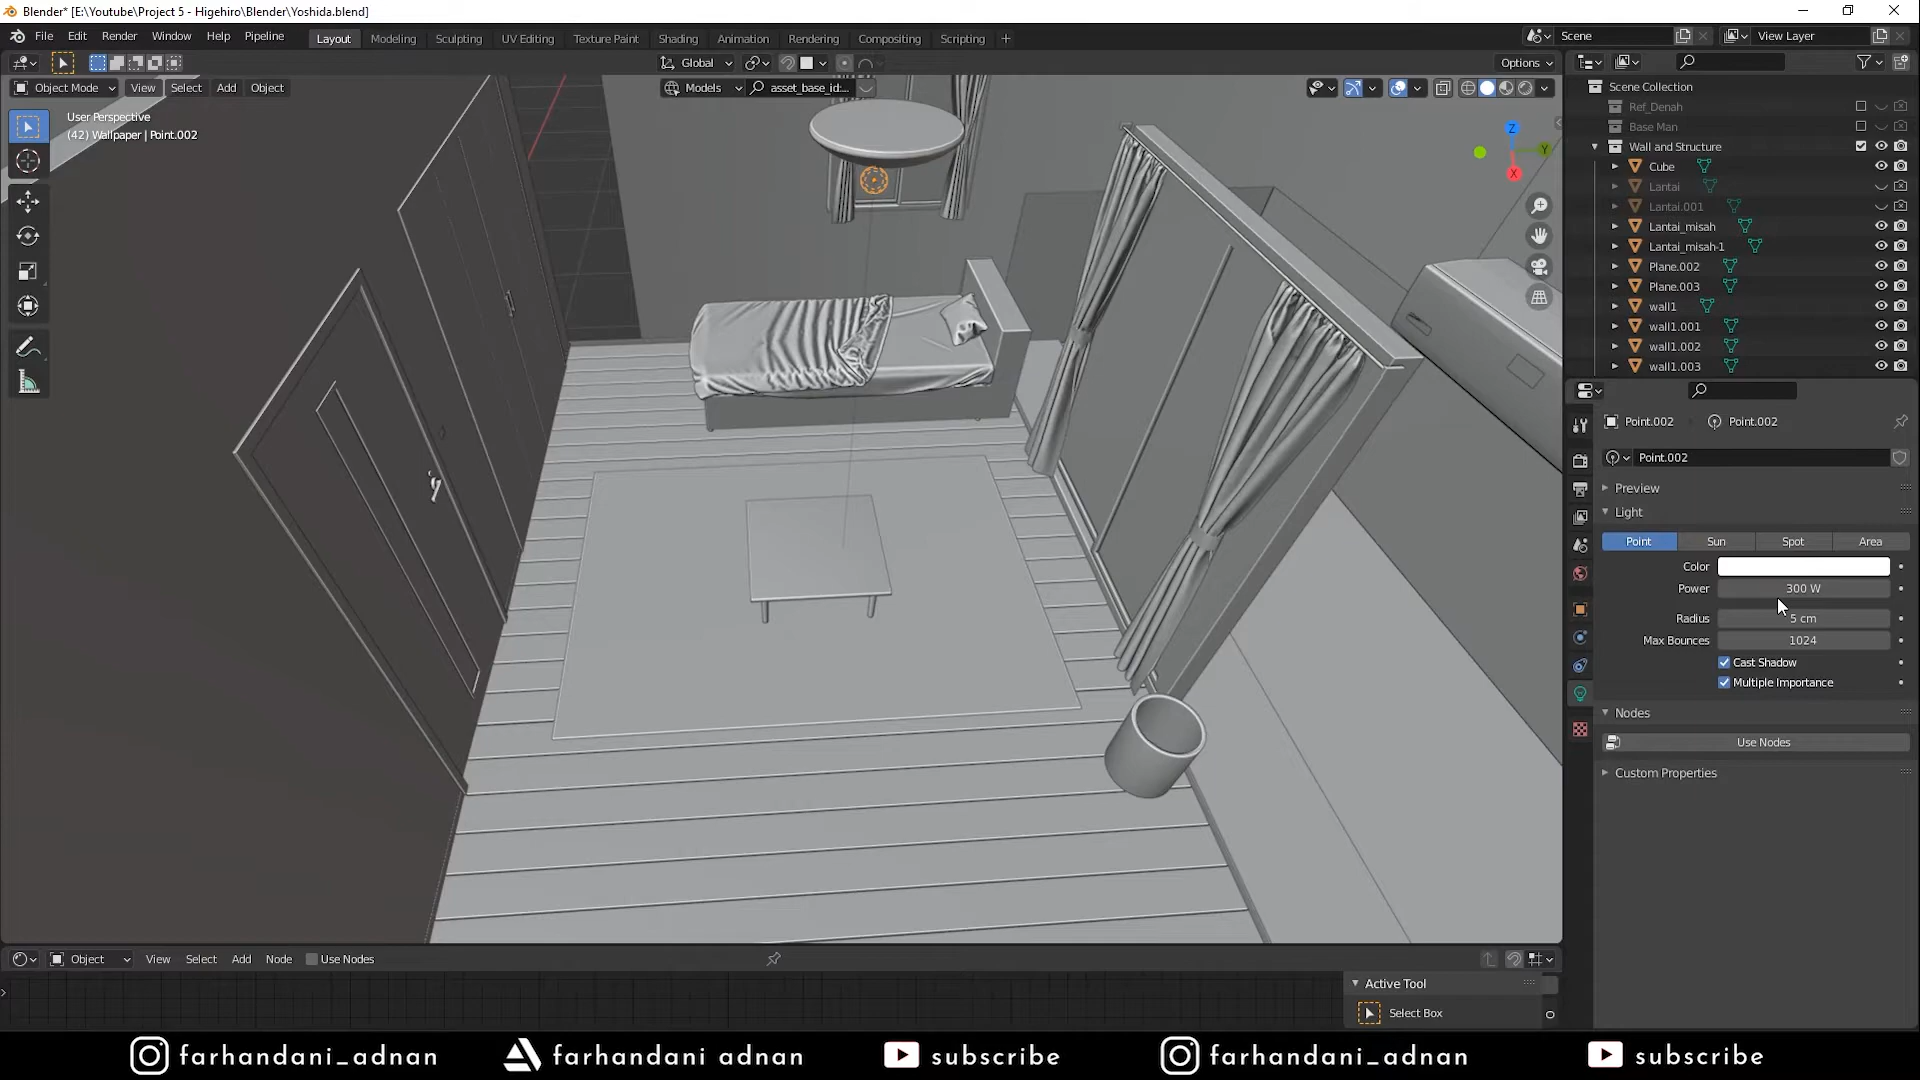 Blender* [E:\Youtube\Project 5 - Higehiro\Blender\Yoshida.blend]
File Edit Render Window Help Pipeline Layout Modeling Sculpting UV Editing Texture Paint Shading Animation Rendering Compositing Scripting + Scene View Layer
Global Options
Object Mode View Select Add Object Models asset_base_id:...
User Perspective
(42) Wallpaper | Point.002
Z
Y
X
Scene Collection
Ref_Denah
Base Man
Wall and Structure
Cube
Lantai
Lantai.001
Lantai_misah
Lantai_misah-1
Plane.002
Plane.003
wall1
wall1.001
wall1.002
wall1.003
Point.002 Point.002
Point.002
Preview
Light
Point Sun Spot Area
Color
Power 300 W
Radius 5 cm
Max Bounces 1024
Cast Shadow
Multiple Importance
Nodes
Use Nodes
Custom Properties
Object View Select Add Node Use Nodes
Active Tool
Select Box
farhandani_adnan farhandani adnan subscribe farhandani_adnan subscribe